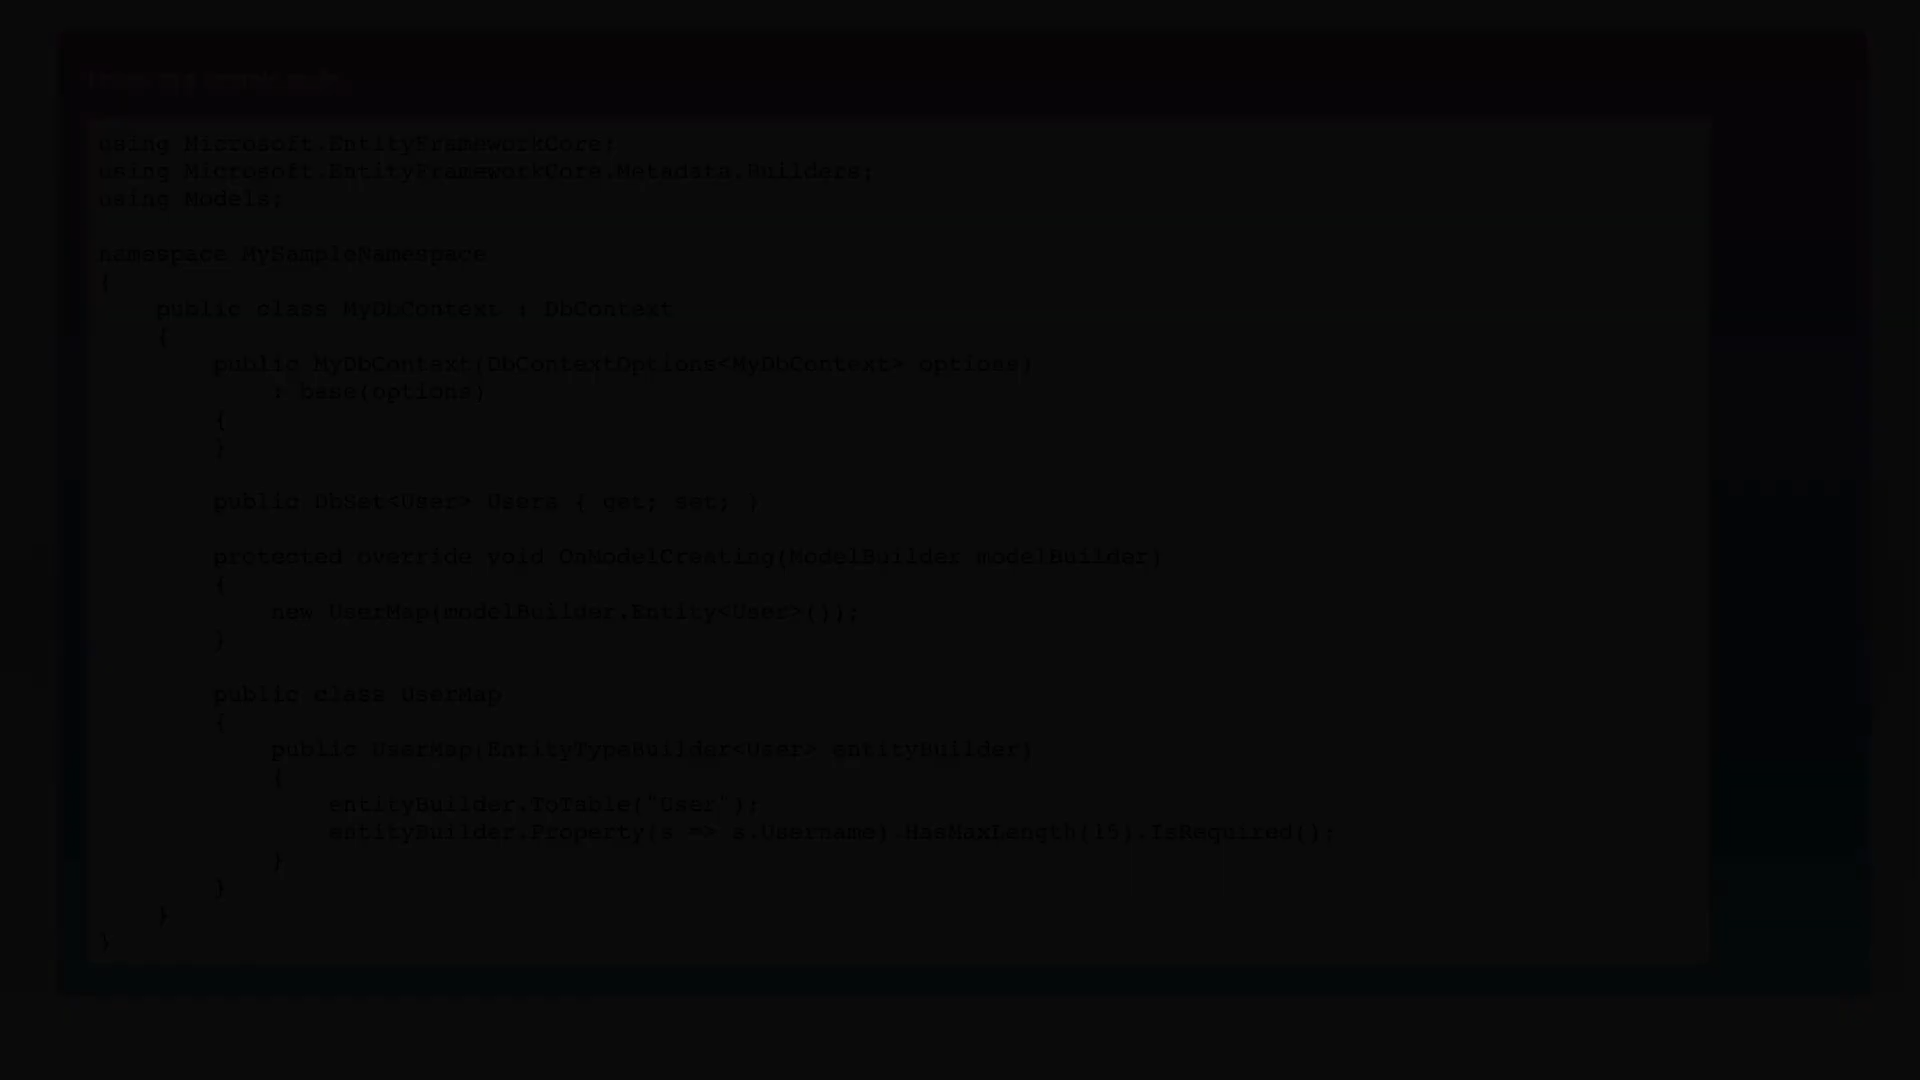 using Microsoft.EntityFrameworkCore;
using Microsoft.EntityFrameworkCore.Metadata.Builders;
using Models;
namespace MySampleNamespace
{
public class MyDbContext : DbContext
{
public MyDbContext(DbContextOptions<MyDbContext> options)
: base(options)
{
}
public DbSet<User> Users { get; set; }
protected override void OnModelCreating(ModelBuilder modelBuilder)
{
new UserMap(modelBuilder.Entity<User>());
}
public class UserMap
{
public UserMap(EntityTypeBuilder<User> entityBuilder)
{
entityBuilder.ToTable("User");
entityBuilder.Property(s => s.Username).HasMaxLength(15).IsRequired();
}
}
}
}